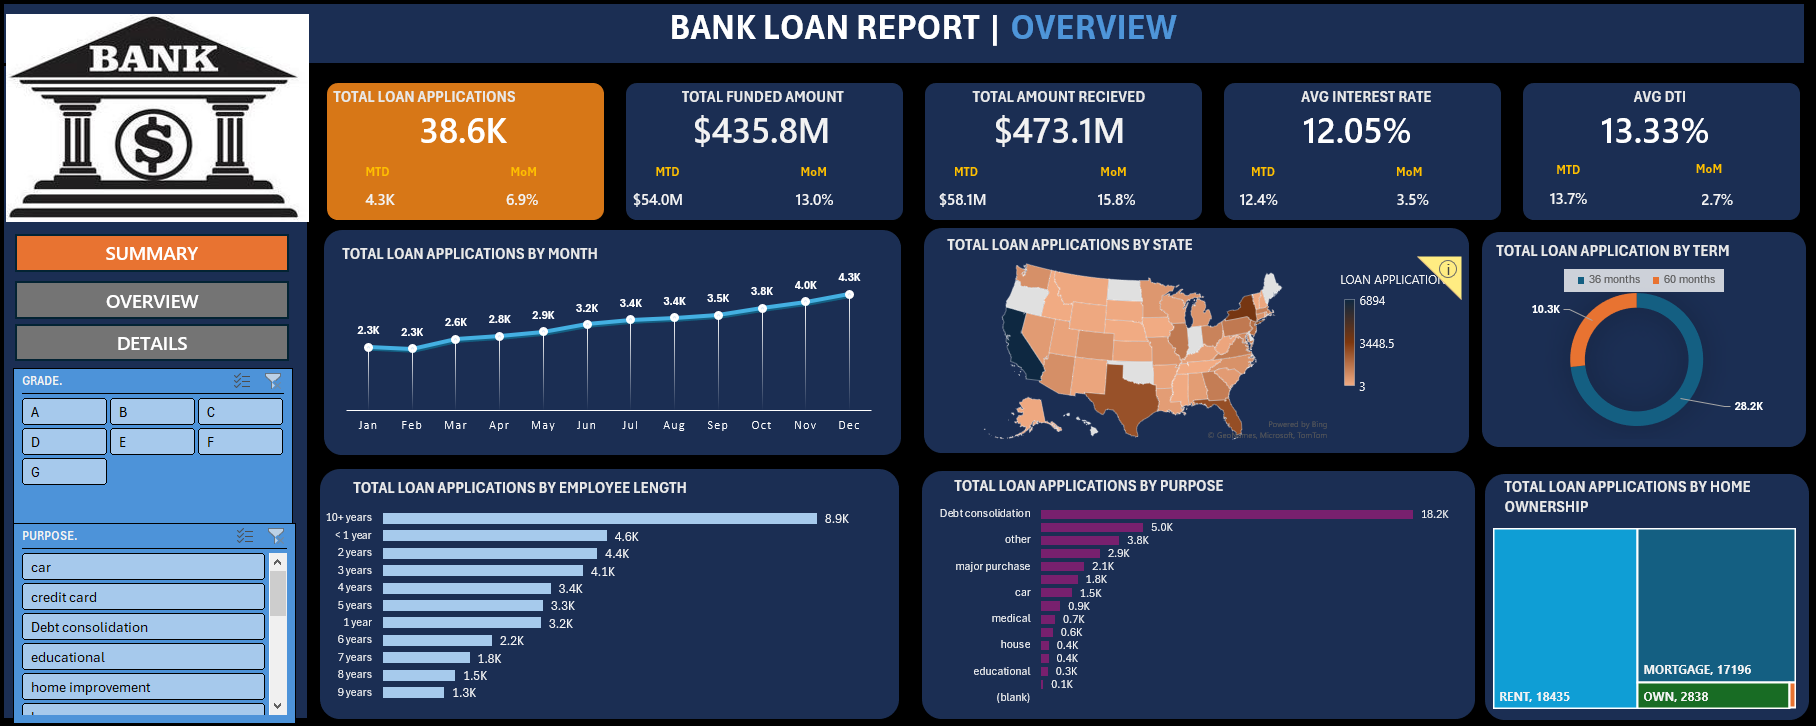 BANK
$
BANK LOAN REPORT | OVERVIEW
TOTAL LOAN APPLICATIONS
38.6K
MTD
MoM
4.3K
6.9%
TOTAL FUNDED AMOUNT
$435.8M
MTD
MoM
$54.0M
13.0%
TOTAL AMOUNT RECIEVED
$473.1M
MTD
MoM
$58.1M
15.8%
AVG INTEREST RATE
12.05%
MTD
MoM
12.4%
3.5%
AVG DTI
13.33%
MTD
MoM
13.7%
2.7%
SUMMARY
OVERVIEW
DETAILS
GRADE.
A
B
C
D
E
F
G
PURPOSE.
car
credit card
Debt consolidation
educational
home improvement
TOTAL LOAN APPLICATIONS BY MONTH
2.3K
2.3K
2.6K
2.8K
2.9K
3.2K
3.4K
3.4K
3.5K
3.8K
4.0K
4.3K
Jan
Feb
Mar
Apr
May
Jun
Jul
Aug
Sep
Oct
Nov
Dec
TOTAL LOAN APPLICATIONS BY STATE
LOAN APPLICATION
6894
3448.5
3
Powered by Bing
© GeoNames, Microsoft, TomTom
TOTAL LOAN APPLICATION BY TERM
36 months
60 months
10.3K
28.2K
TOTAL LOAN APPLICATIONS BY EMPLOYEE LENGTH
10+ years 8.9K
< 1 year 4.6K
2 years 4.4K
3 years 4.1K
4 years 3.4K
5 years 3.3K
1 year 3.2K
6 years 2.2K
7 years 1.8K
8 years 1.5K
9 years 1.3K
TOTAL LOAN APPLICATIONS BY PURPOSE
Debt consolidation 18.2K
5.0K
other 3.8K
2.9K
major purchase 2.1K
1.8K
car 1.5K
0.9K
medical 0.7K
0.6K
house 0.4K
0.4K
educational 0.3K
0.1K
(blank)
TOTAL LOAN APPLICATIONS BY HOME
OWNERSHIP
MORTGAGE, 17196
RENT, 18435
OWN, 2838